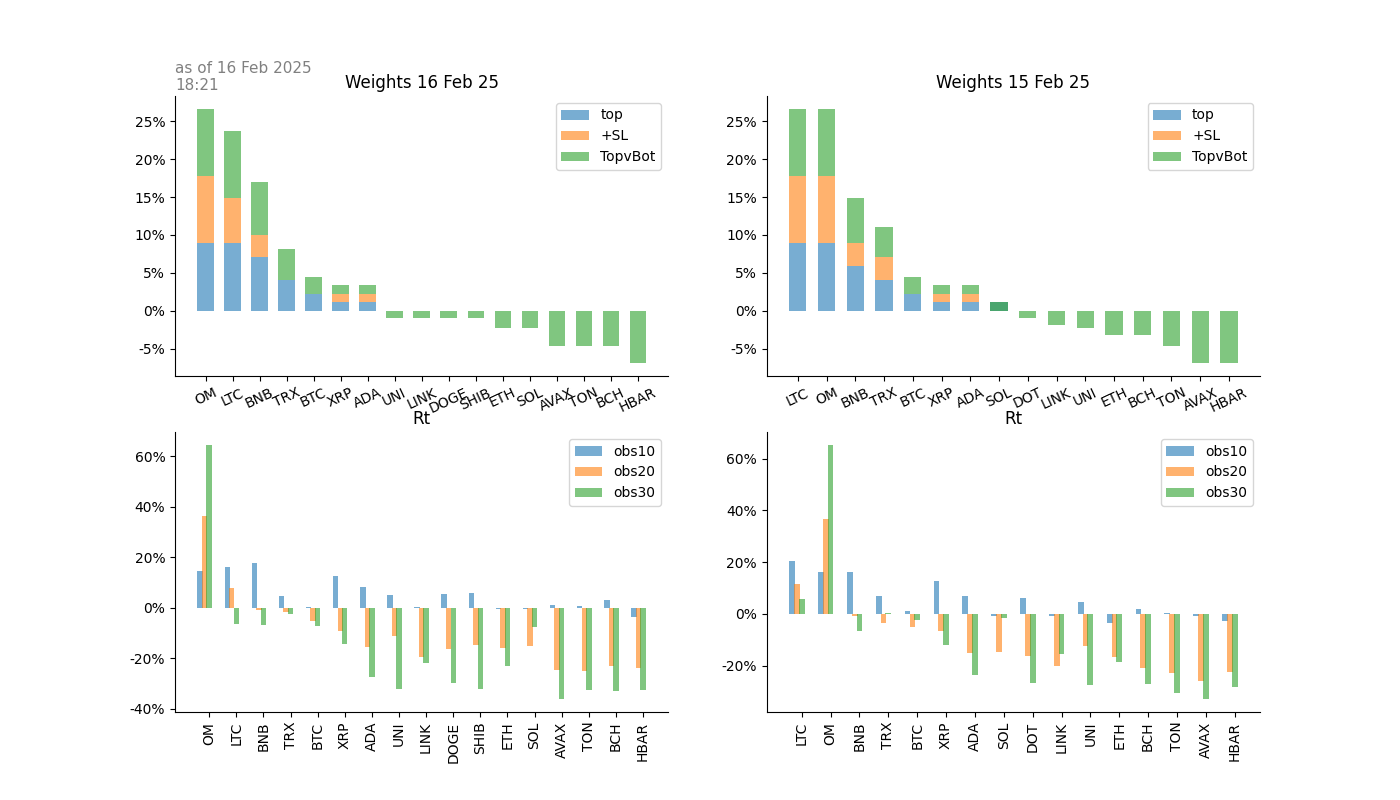 as of 16 Feb 2025
18:21
Weights 16 Feb 25
25%
20%
15%
10%
5%
0%
-5%
top
+SL
TopvBot
OM LTC BNB TRX BTC XRP ADA UNI LINK DOGE SHIB ETH SOL AVAX TON BCH HBAR
Weights 15 Feb 25
25%
20%
15%
10%
5%
0%
-5%
top
+SL
TopvBot
LTC OM BNB TRX BTC XRP ADA SOL DOT LINK UNI ETH BCH TON AVAX HBAR
Rt
60%
40%
20%
0%
-20%
-40%
obs10
obs20
obs30
OM LTC BNB TRX BTC XRP ADA UNI LINK DOGE SHIB ETH SOL AVAX TON BCH HBAR
Rt
60%
40%
20%
0%
-20%
obs10
obs20
obs30
LTC OM BNB TRX BTC XRP ADA SOL DOT LINK UNI ETH BCH TON AVAX HBAR